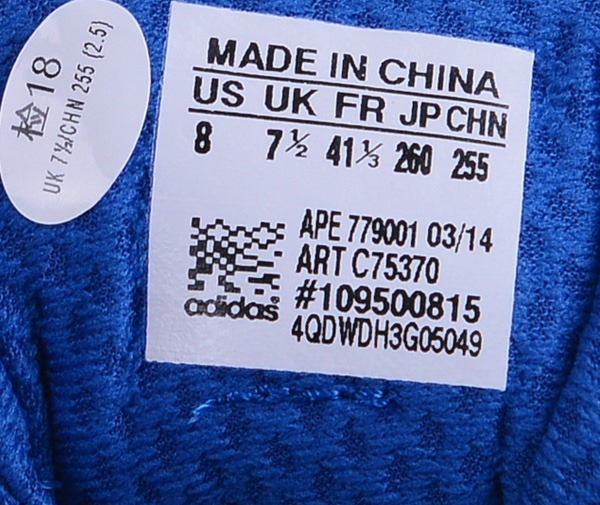 检18
UK 7½/CHN 255 (2.5)
MADE IN CHINA
US UK FR JP CHN
8 7½ 41⅓ 260 255
APE 779001 03/14
ART C75370
#109500815
adidas
4QDWDH3G05049